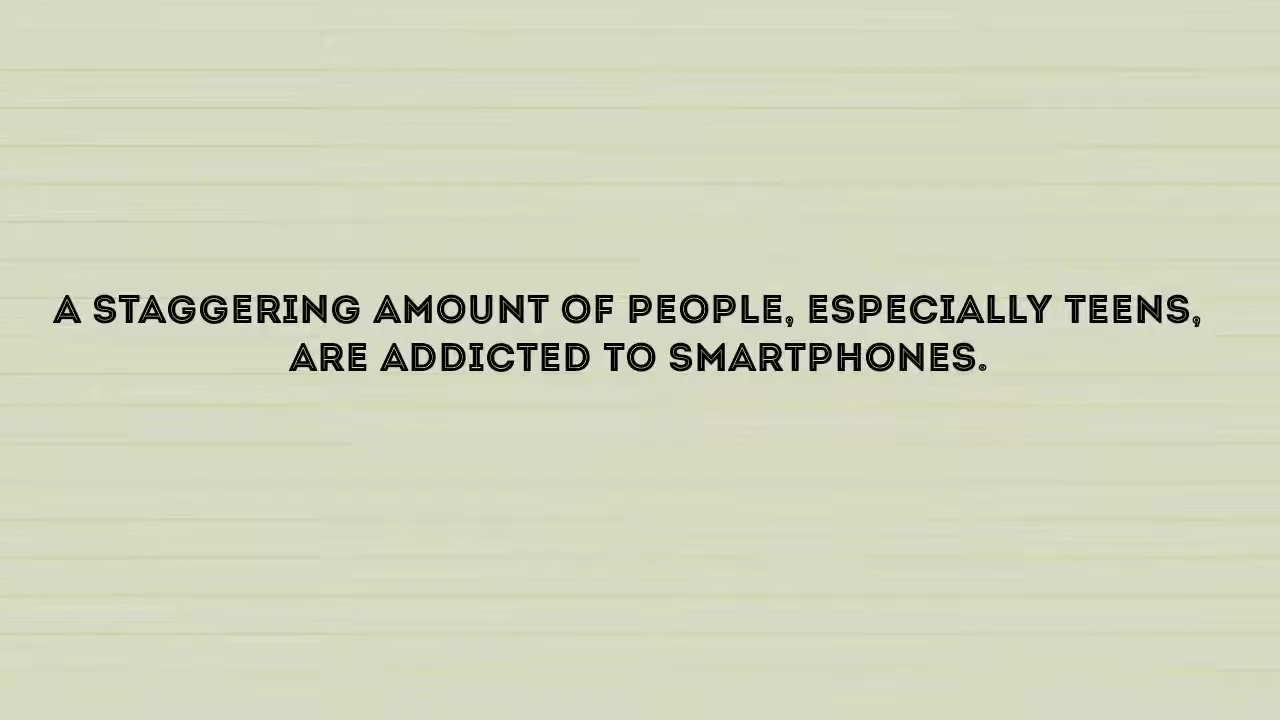 A STAGGERING AMOUNT OF PEOPLE, ESPECIALLY TEENS,
ARE ADDICTED TO SMARTPHONES.